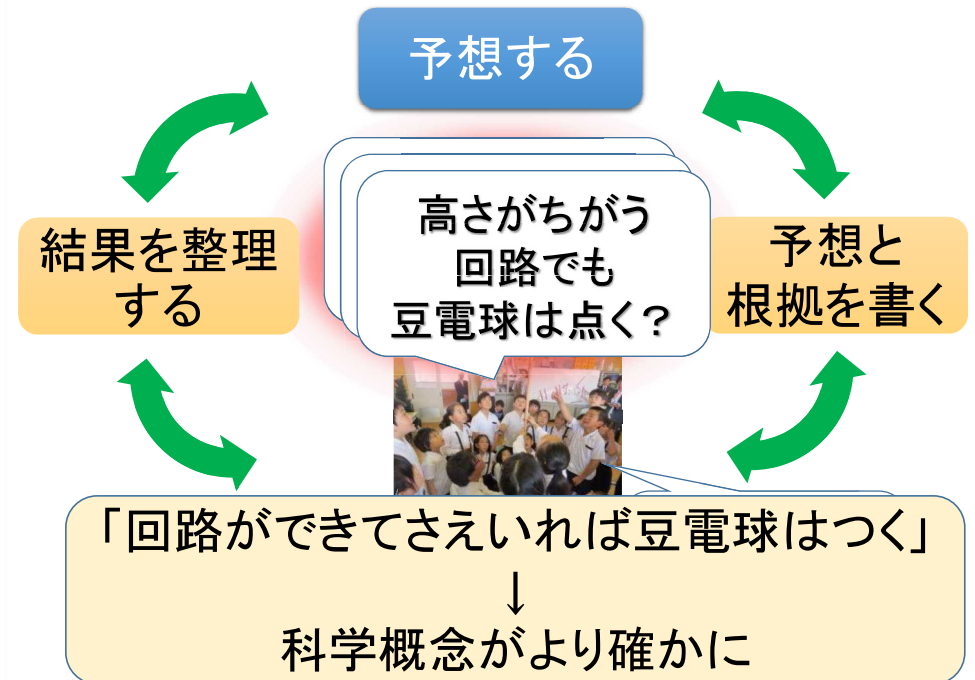 予想する
高さがちがう
回路でも
豆電球は点く?
結果を整理
する
予想と
根拠を書く
「回路ができてさえいれば豆電球はつく」
↓
科学概念がより確かに